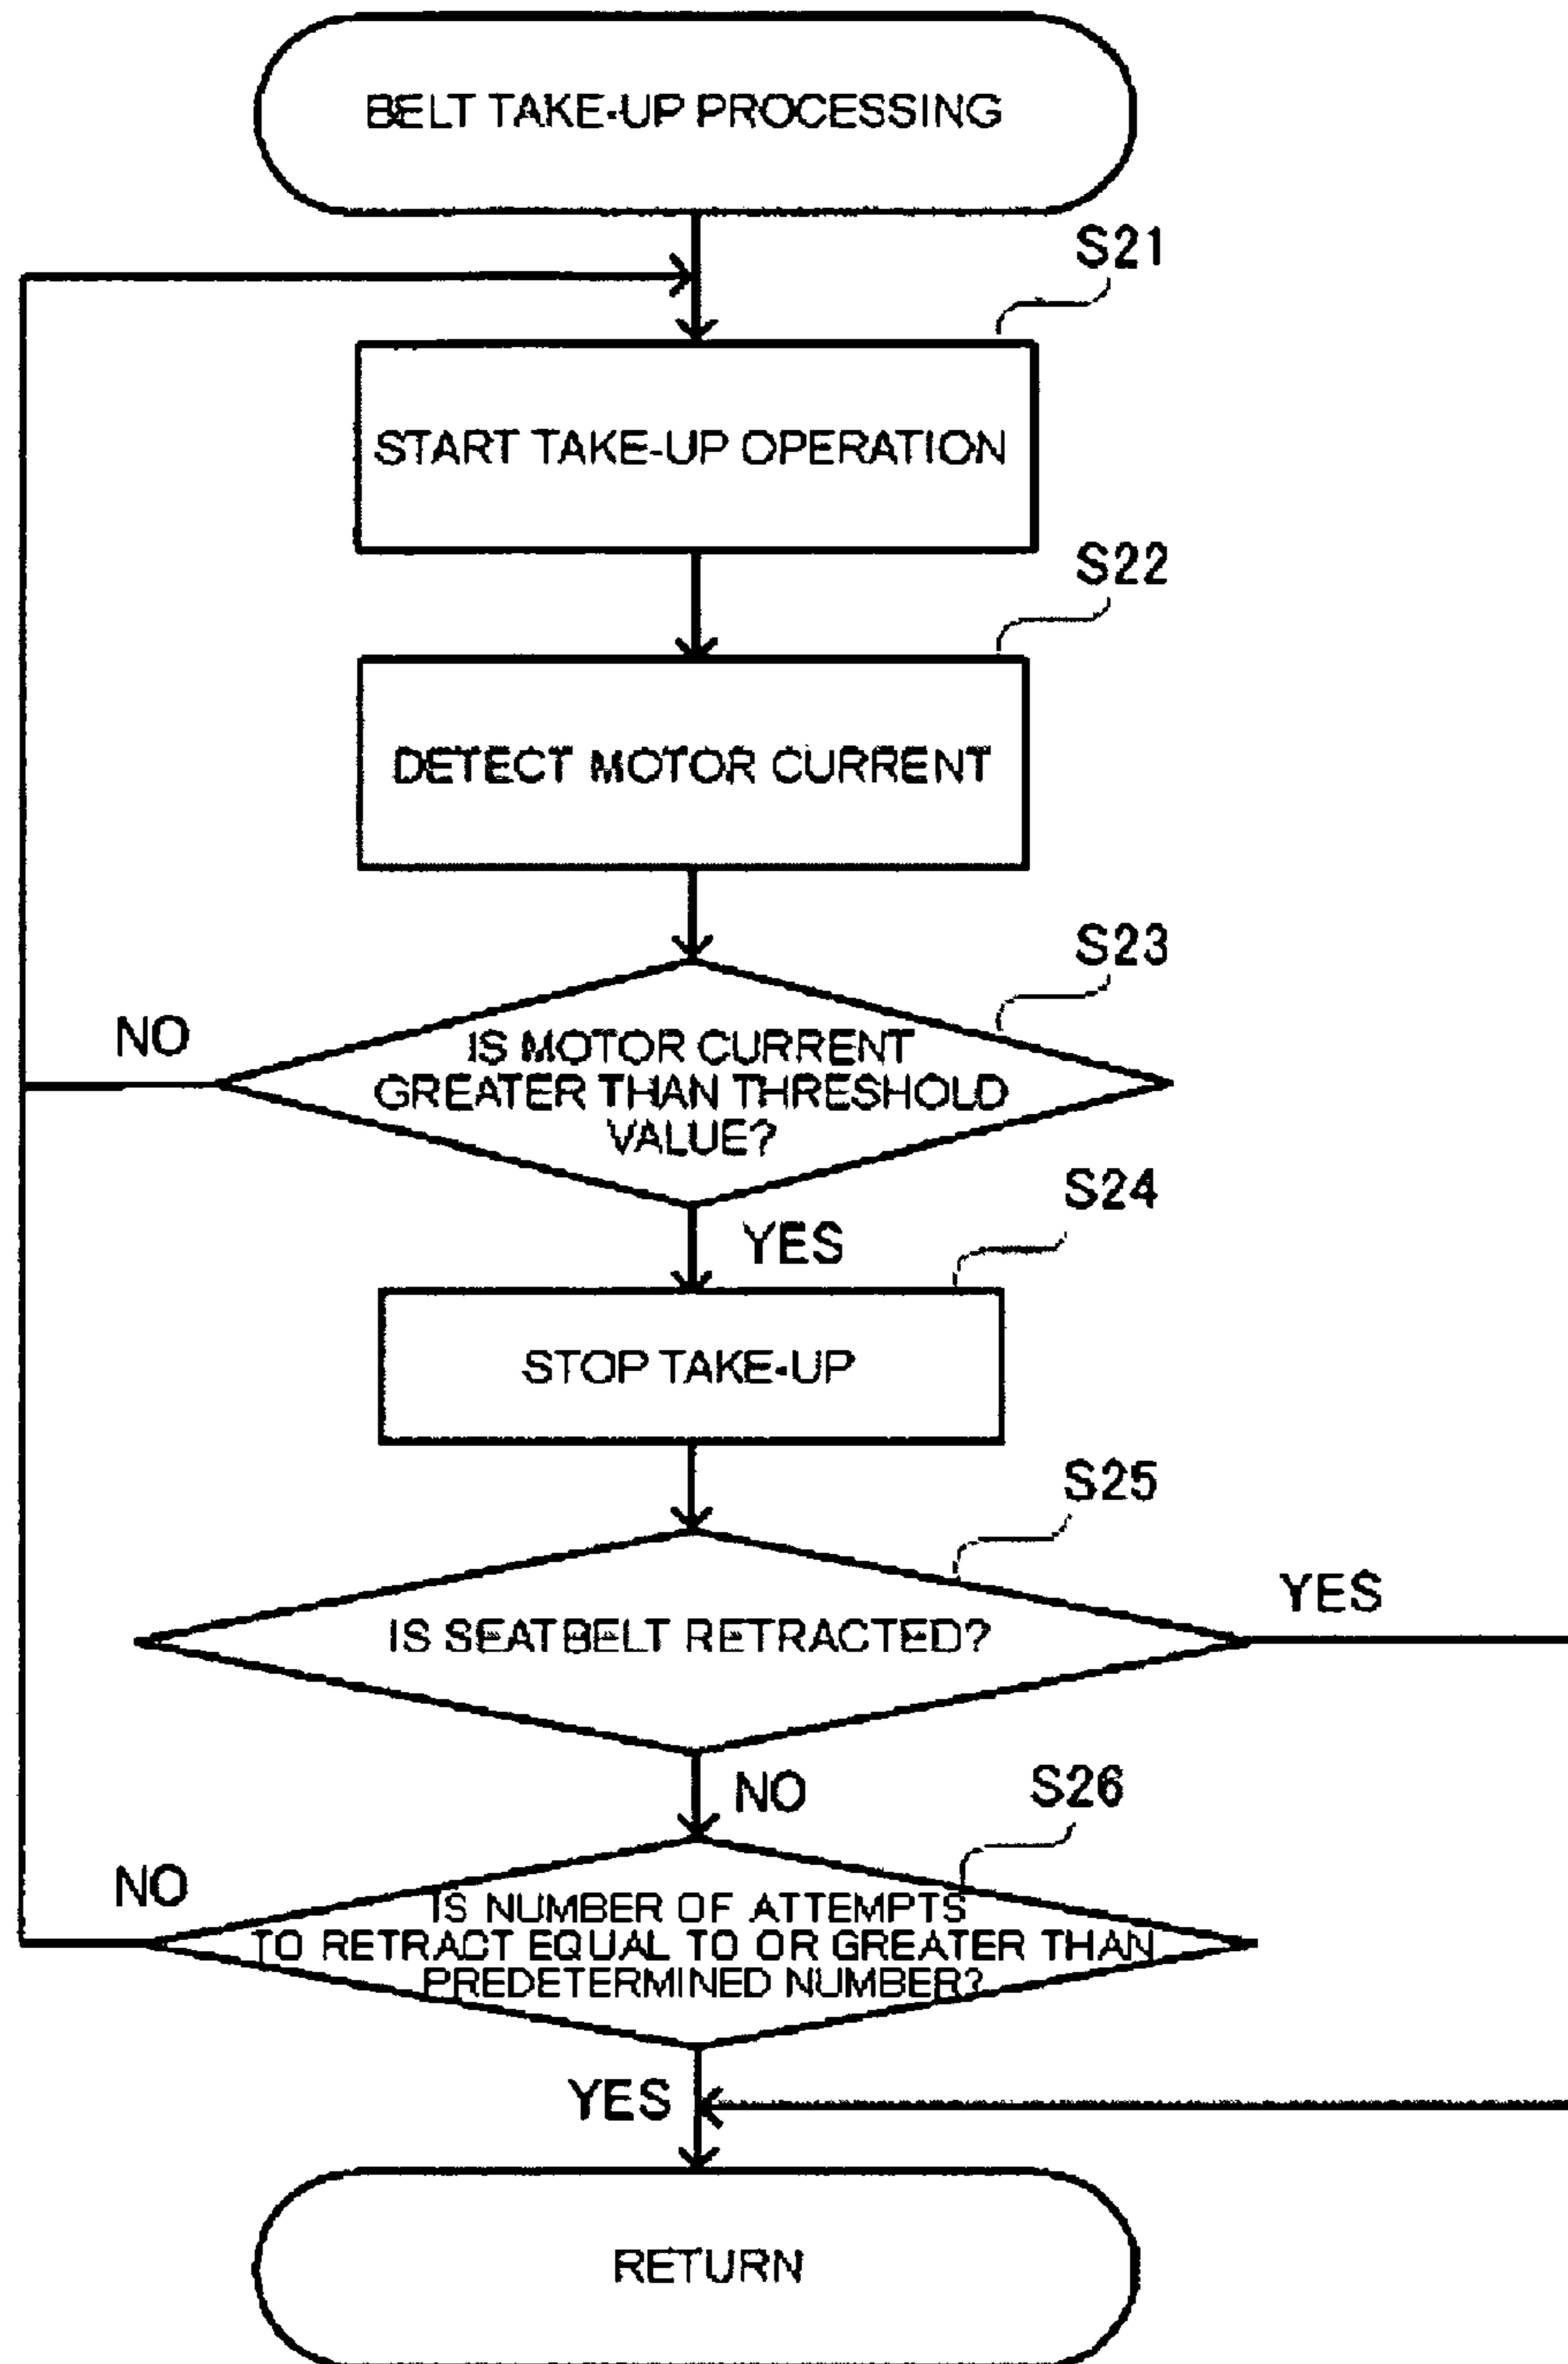 BELT TAKE-UP PROCESSING
S21
START TAKE-UP OPERATION
S22
DETECT MOTOR CURRENT
S23
NO
IS MOTOR CURRENT
GREATER THAN THRESHOLD
VALUE?
YES
S24
STOP TAKE-UP
S25
IS SEATBELT RETRACTED?
YES
NO
S26
NO
IS NUMBER OF ATTEMPTS
TO RETRACT EQUAL TO OR GREATER THAN
PREDETERMINED NUMBER?
YES
RETURN